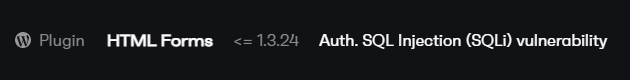 Plugin HTML Forms <= 1.3.24 Auth. SQL Injection (SQLi) vulnerability